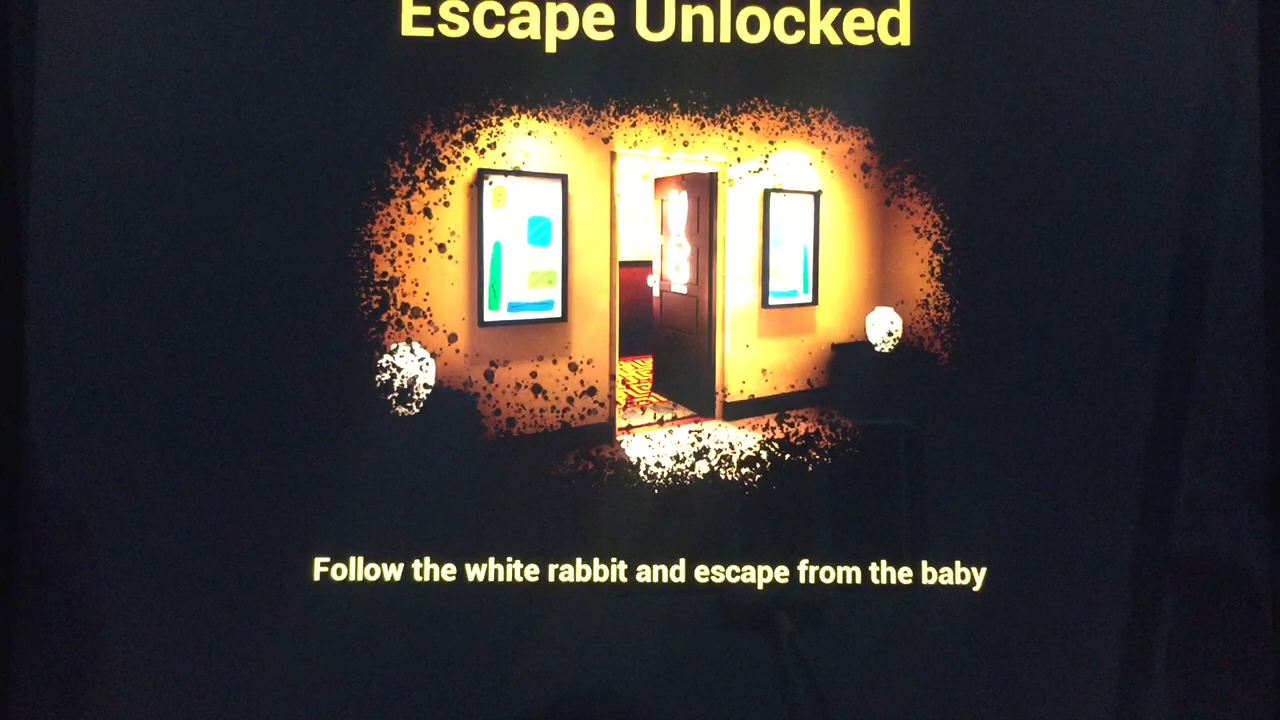 Escape Unlocked
Follow the white rabbit and escape from the baby